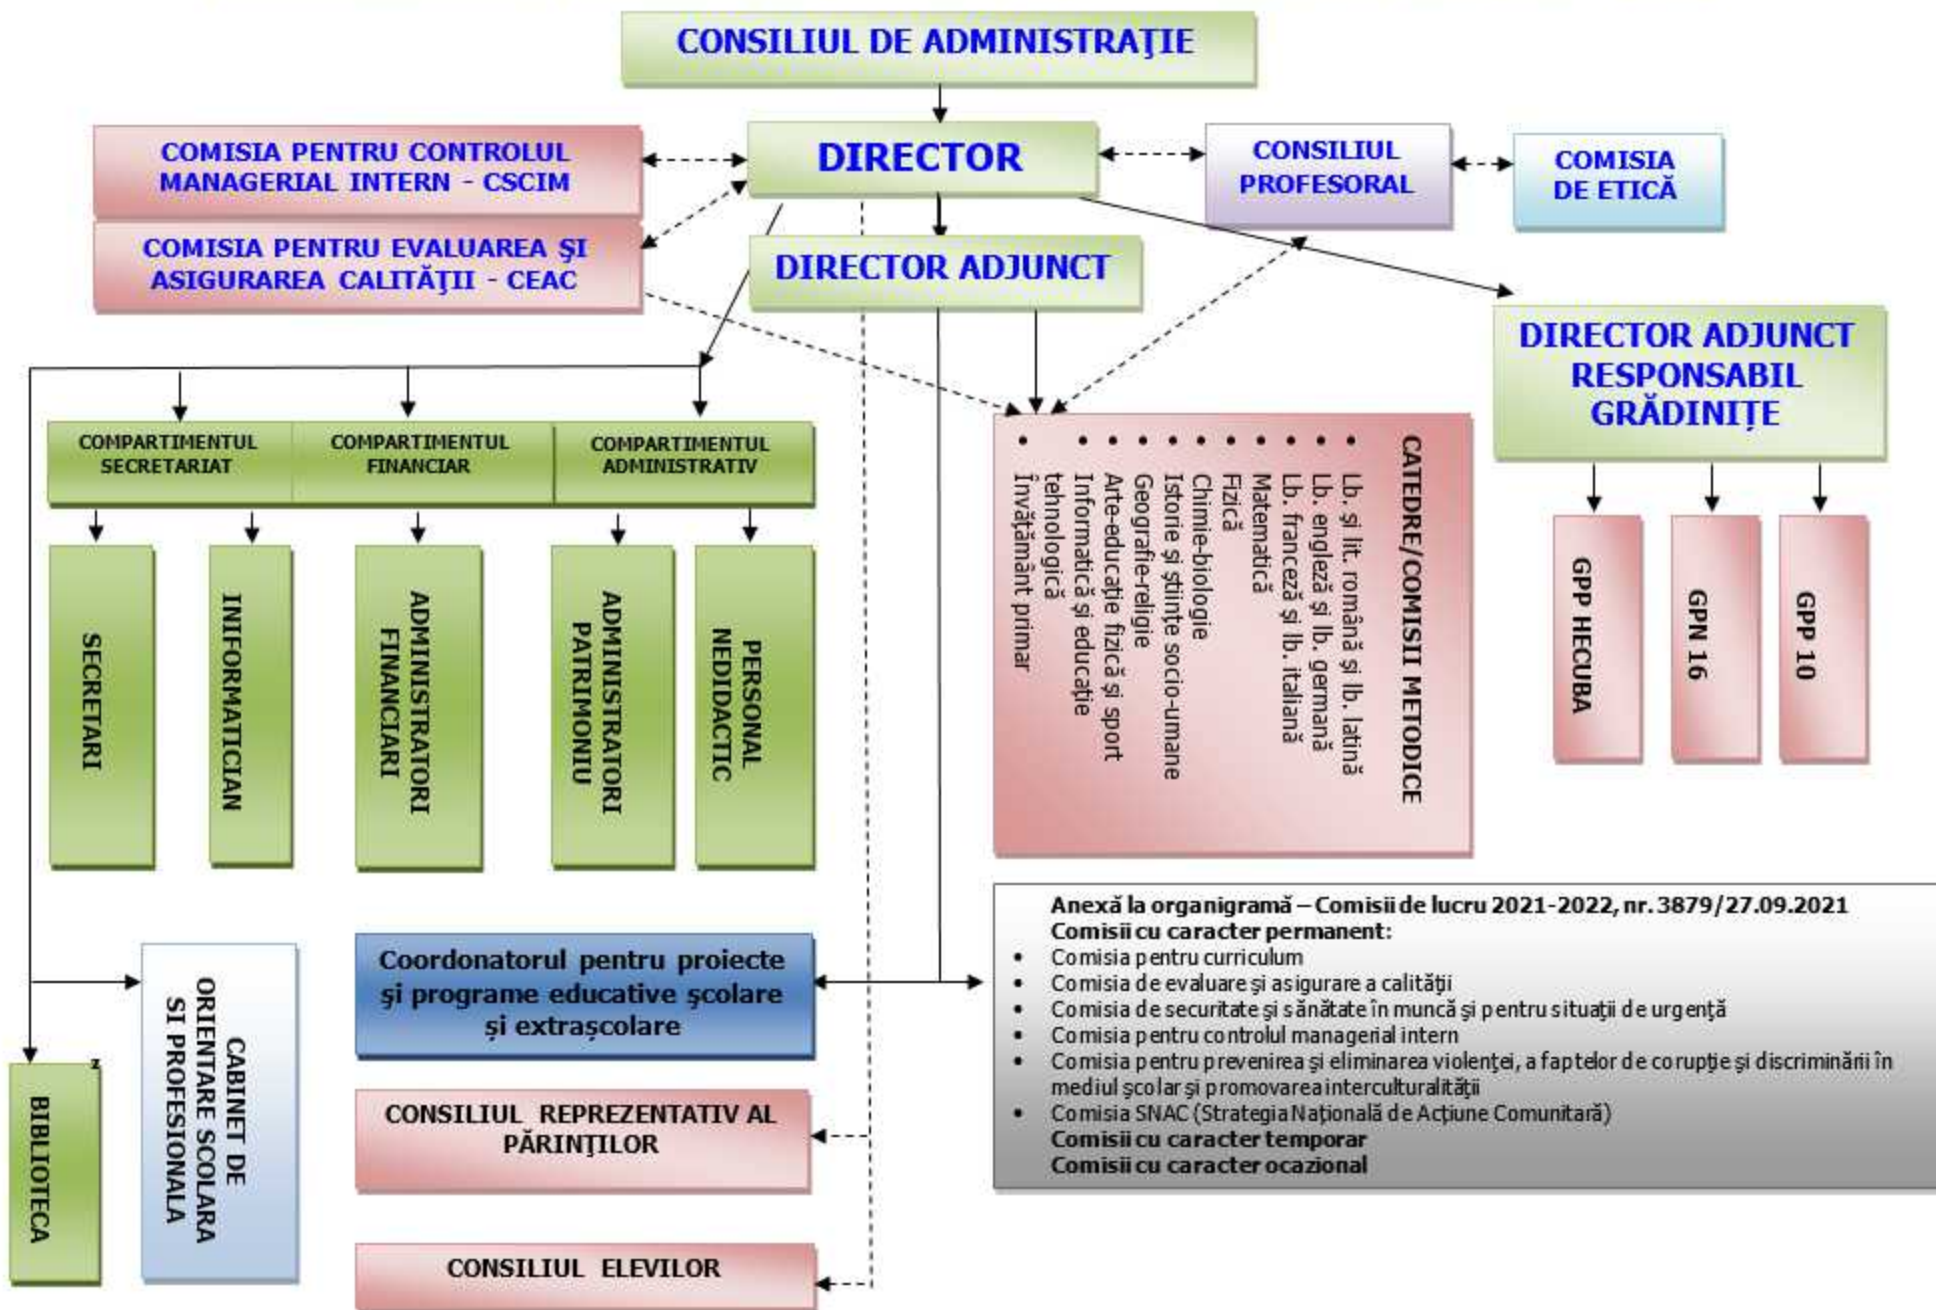 CONSILIUL DE ADMINISTRAŢIE
COMISIA PENTRU CONTROLUL
MANAGERIAL INTERN - CSCIM
DIRECTOR
CONSILIUL
PROFESORAL
COMISIA
DE ETICĂ
COMISIA PENTRU EVALUAREA ŞI
ASIGURAREA CALITĂŢII - CEAC
DIRECTOR ADJUNCT
DIRECTOR ADJUNCT
RESPONSABIL
GRĂDINIȚE
COMPARTIMENTUL
SECRETARIAT
COMPARTIMENTUL
FINANCIAR
COMPARTIMENTUL
ADMINISTRATIV
SECRETARI
INIFORMATICIAN
ADMINISTRATORI
FINANCIARI
ADMINISTRATORI
PATRIMONIU
PERSONAL
NEDIDACTIC
CATEDRE/COMISII METODICE
• Lb. şi lit. română şi lb. latină
• Lb. engleză şi lb. germană
• Lb. franceză şi lb. italiană
• Matematică
• Fizică
• Chimie-biologie
• Istorie şi ştiinţe socio-umane
• Geografie-religie
• Arte-educaţie fizică şi sport
• Informatică şi educaţie
tehnologică
• Învăţământ primar
GPP HECUBA
GPN 16
GPP 10
Coordonatorul pentru proiecte
şi programe educative şcolare
și extrașcolare
CONSILIUL REPREZENTATIV AL
PĂRINŢILOR
CONSILIUL ELEVILOR
z
BIBLIOTECA
CABINET DE
ORIENTARE SCOLARA
SI PROFESIONALA
Anexă la organigramă – Comisii de lucru 2021-2022, nr. 3879/27.09.2021
Comisii cu caracter permanent:
• Comisia pentru curriculum
• Comisia de evaluare şi asigurare a calităţii
• Comisia de securitate şi sănătate în muncă şi pentru situaţii de urgenţă
• Comisia pentru controlul managerial intern
• Comisia pentru prevenirea şi eliminarea violenţei, a faptelor de corupţie şi discriminării în
mediul şcolar şi promovarea interculturalităţii
• Comisia SNAC (Strategia Națională de Acțiune Comunitară)
Comisii cu caracter temporar
Comisii cu caracter ocazional